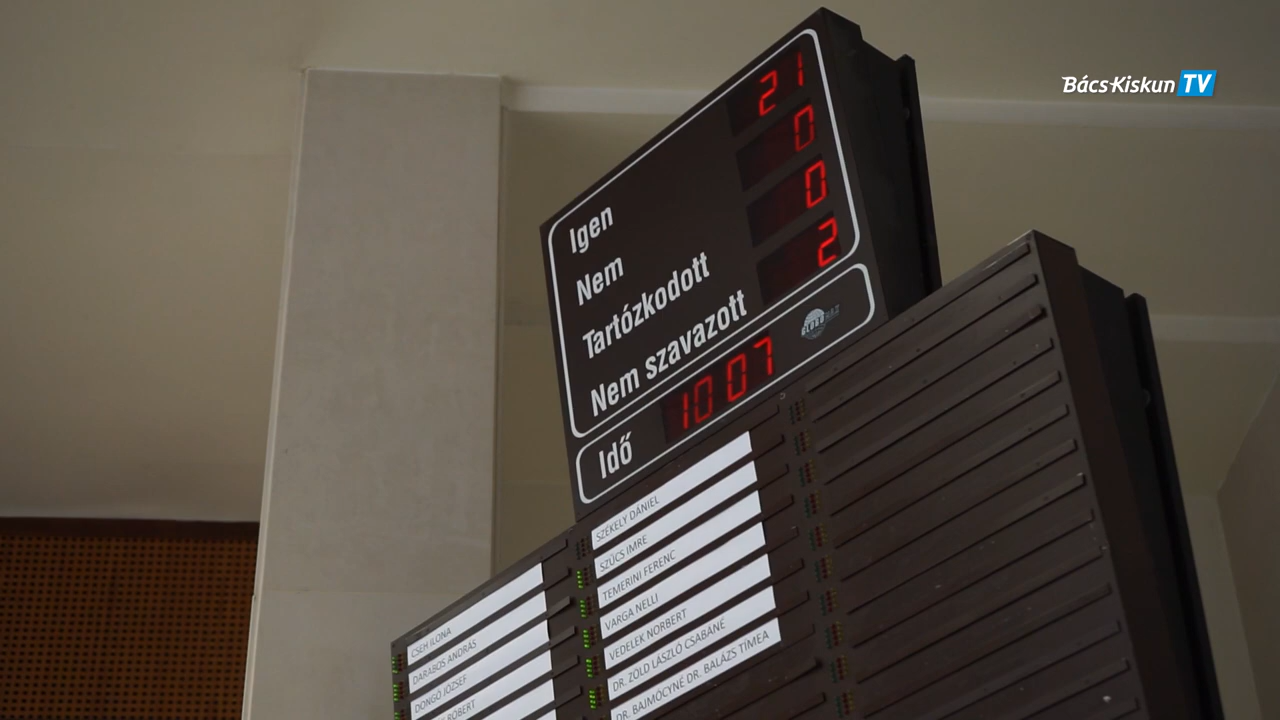 Bács-Kiskun TV
Igen 21
Nem 0
Tartózkodott 0
Nem szavazott 2
Idő 10 07
SZÉKELY DÁNIEL
SZŰCS IMRE
TEMERINI FERENC
VARGA NELLI
VEDELEK NORBERT
DR. ZÖLD LÁSZLÓ CSABÁNÉ
DR. BAJMÓCYNÉ DR. BALÁZS TÍMEA
CSEH ILONA
DARABOS ANDRÁS
DONGÓ JÓZSEF
RÓBERT